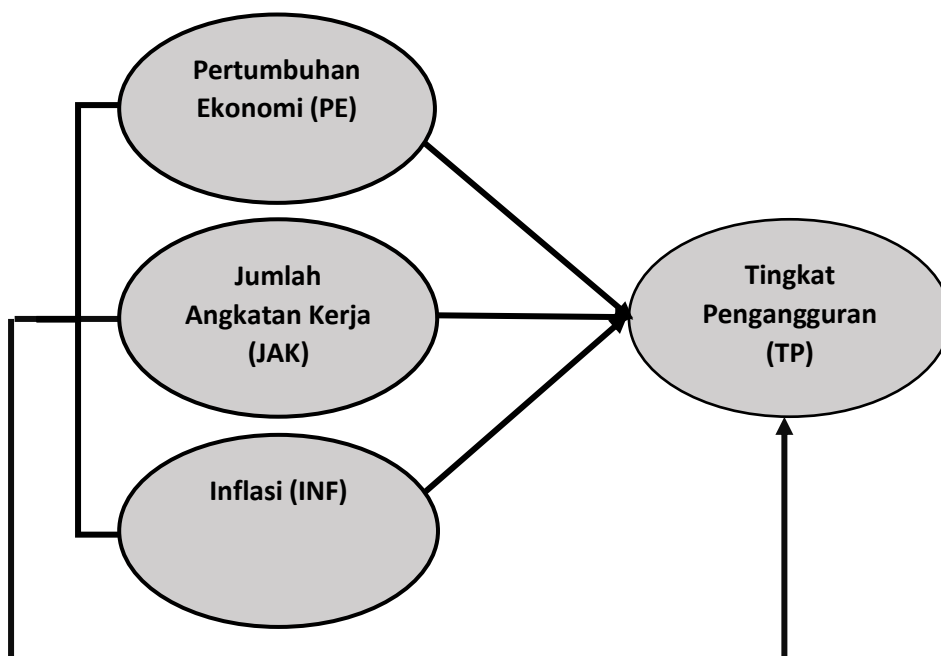 Pertumbuhan
Ekonomi (PE)
Jumlah
Angkatan Kerja
(JAK)
Inflasi (INF)
Tingkat
Pengangguran
(TP)